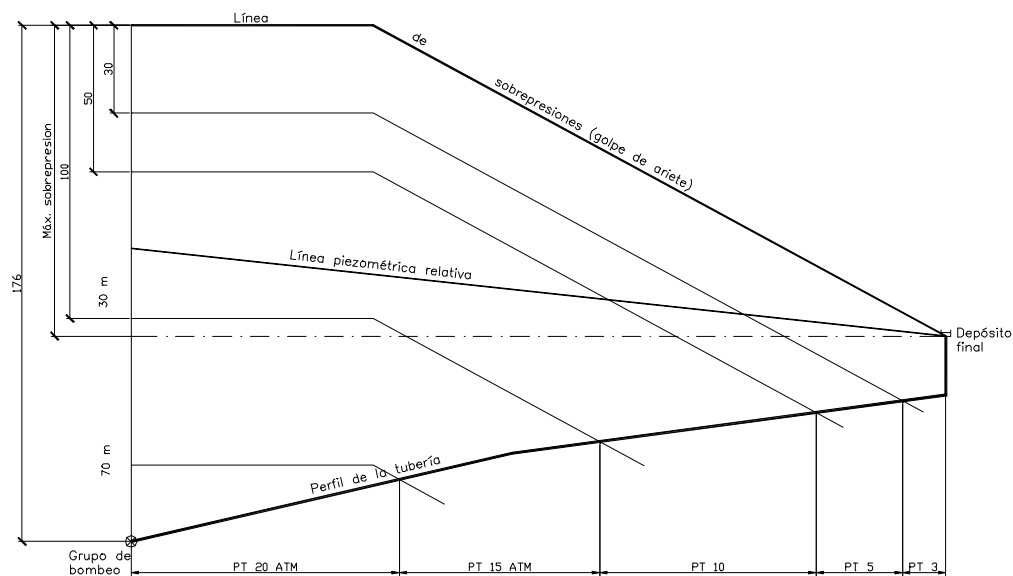 Línea
de
sobrepresiones (golpe de ariete)
30
50
100
Máx. sobrepresion
176
30 m
Línea piezométrica relativa
Depósito
final
70 m
Perfil de la tubería
Grupo de
bombeo
PT 20 ATM
PT 15 ATM
PT 10
PT 5
PT 3